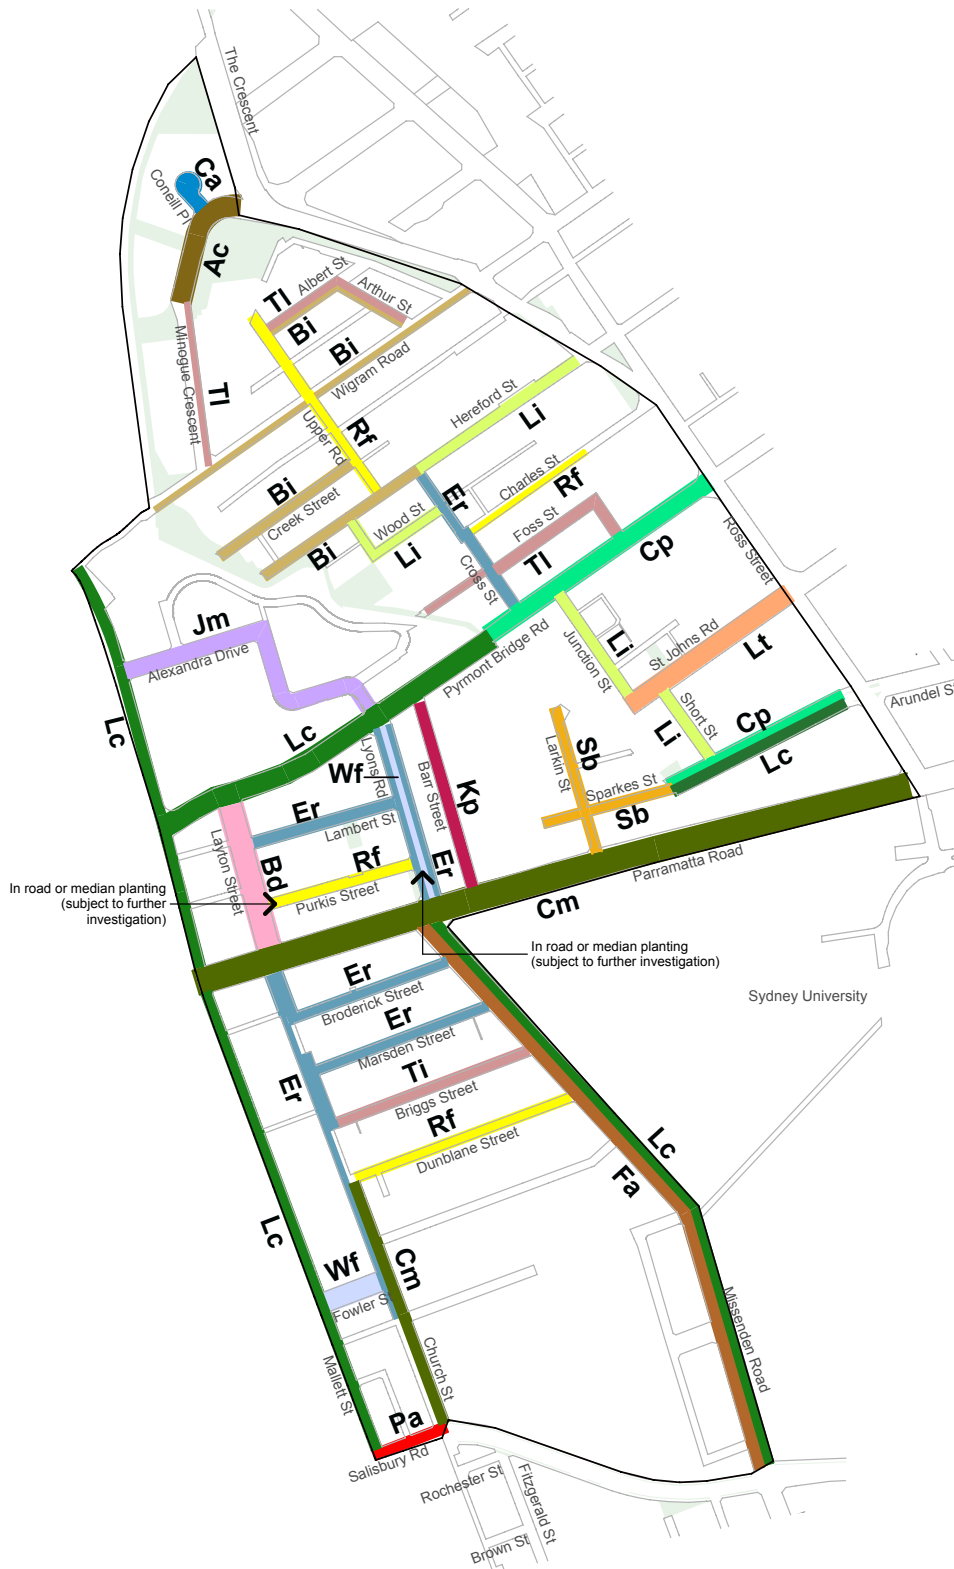 The Crescent
Ca
Coneill Pl
Ac
Tl
Albert St
Arthur St
Bi
Bi
Wigram Road
Minogue Crescent
Tl
Hereford St
Li
Upper Rd
Rf
Er
Charles St
Rf
Bi
Creek Street
Wood St
Foss St
Bi
Li
Cross St
Tl
Cp
Ross Street
Jm
Alexandra Drive
Pyrmont Bridge Rd
Junction St
Li
St Johns Rd
Lt
Lc
Lc
Lyons Rd
Wf
Barr Street
Kp
Larkin St
Sb
Li
Short St
Cp
Lc
Arundel S
Sparkes St
Sb
Er
Lambert St
Layton Street
Bd
Rf
Purkis Street
Er
Parramatta Road
Cm
In road or median planting
(subject to further
investigation)
In road or median planting
(subject to further investigation)
Sydney University
Er
Broderick Street
Er
Marsden Street
Er
Ti
Briggs Street
Rf
Dunblane Street
Lc
Fa
Lc
Wf
Cm
Fowler S
Mallett St
Church St
Missenden Road
Pa
Salisbury Rd
Rochester St
Fitzgerald St
Brown St